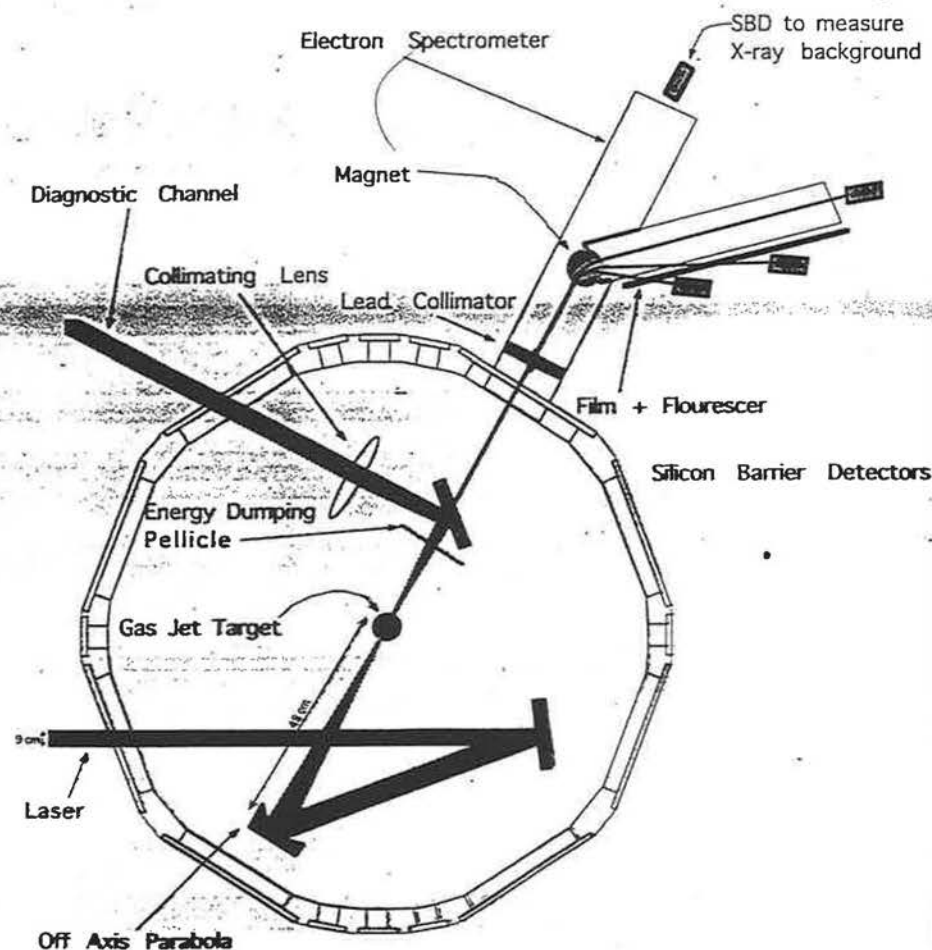 SBD to measure
X-ray background
Electron Spectrometer
Magnet
Diagnostic Channel
Collimating Lens
Lead Collimator
Film + Flourescer
Silicon Barrier Detectors
Energy Dumping
Pellicle
Gas Jet Target
49 cm
9 cm
Laser
Off Axis Parabola